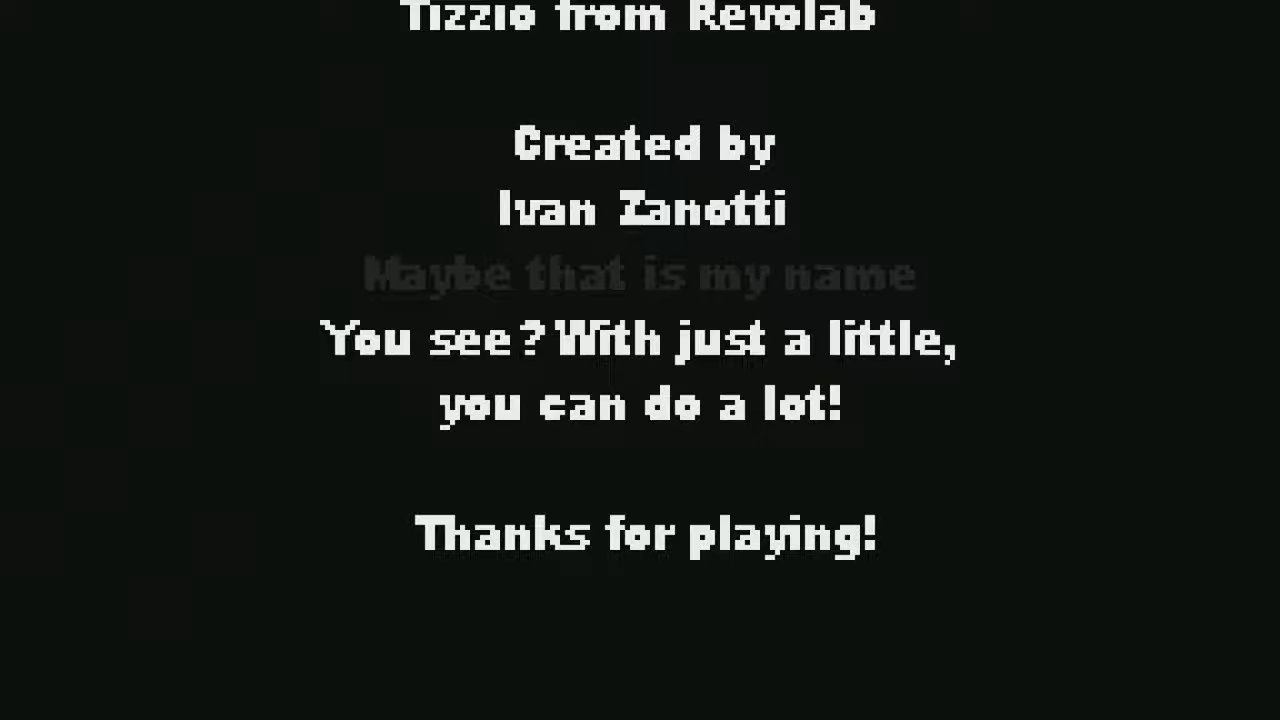 Tizzio from Revolab
Created by
Ivan Zanotti
Maybe that is my name
You see? With just a little,
you can do a lot!
Thanks for playing!